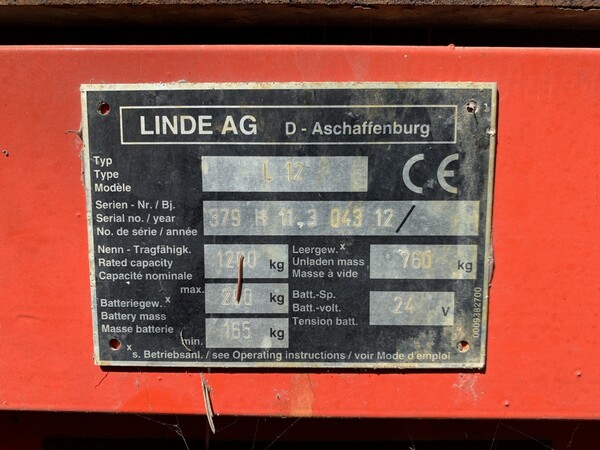 LINDE AG D - Aschaffenburg
Typ
Type
Modèle
L 12
CE
Serien - Nr. / Bj.
Serial no. / year
No. de série / année
379 H 11.3 043 12 /
Nenn - Tragfähigk.
Rated capacity
Capacité nominale
1200 kg
Leergew. x
Unladen mass
Masse à vide
760 kg
Batteriegew. x
Battery mass
Masse batterie
max. kg
min. 165 kg
Batt.-Sp.
Batt.-volt.
Tension batt.
24 V
0009382700
x s. Betriebsanl. / see Operating instructions / voir Mode d'emploi